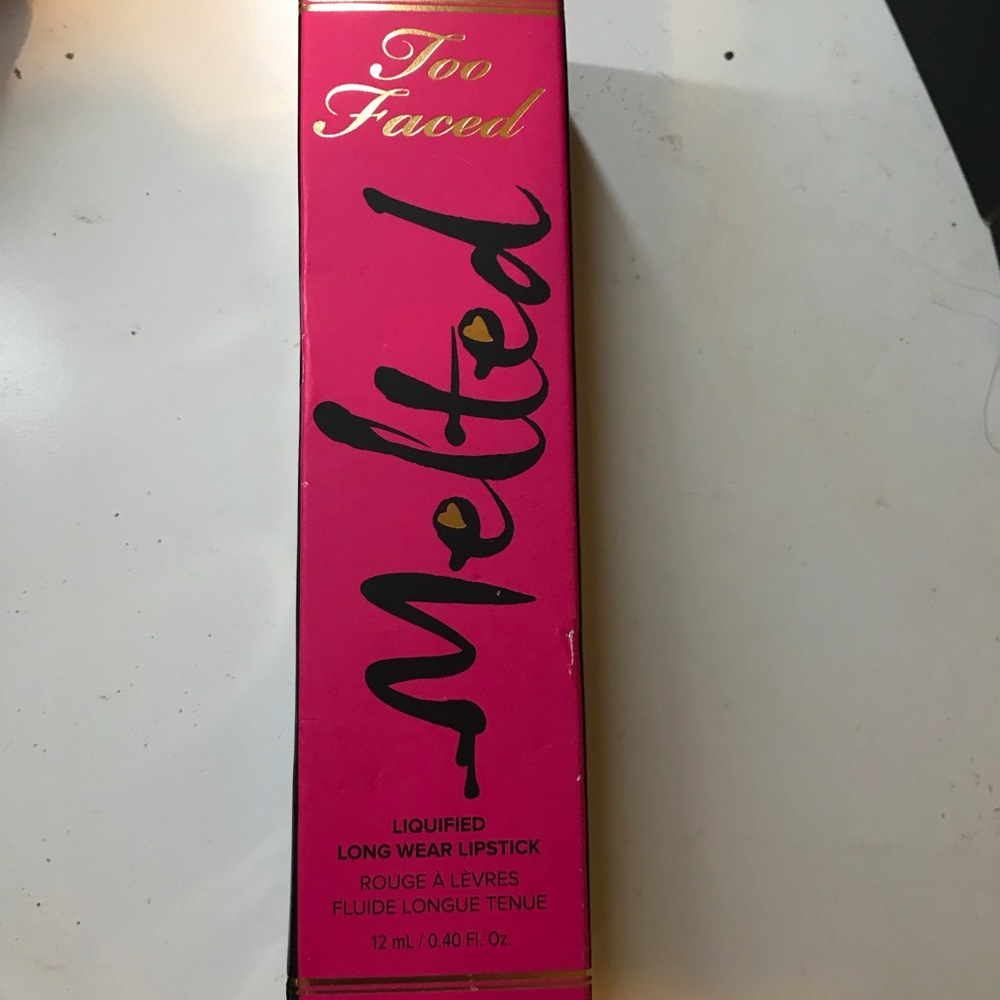 Too
Faced
Melted
LIQUIFIED
LONG WEAR LIPSTICK
ROUGE À LÈVRES
FLUIDE LONGUE TENUE
12 mL / 0.40 Fl. Oz.